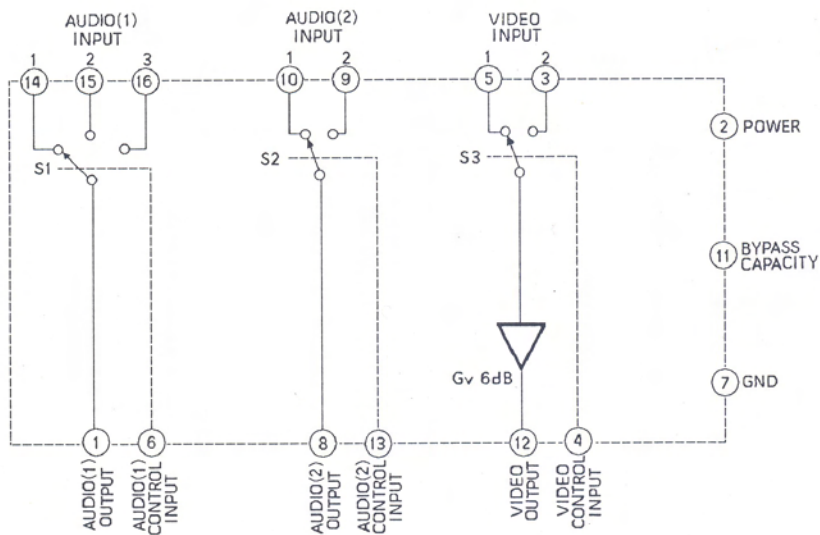 AUDIO(1)
INPUT
AUDIO(2)
INPUT
VIDEO
INPUT
1 2 3
1 2
1 2
14 15 16
10 9
5 3
2 POWER
S1
S2
S3
11 BYPASS
CAPACITY
Gv 6dB
7 GND
1 6 8 13 12 4
AUDIO(1)
OUTPUT
AUDIO(1)
CONTROL
INPUT
AUDIO(2)
OUTPUT
AUDIO(2)
CONTROL
INPUT
VIDEO
OUTPUT
VIDEO
CONTROL
INPUT